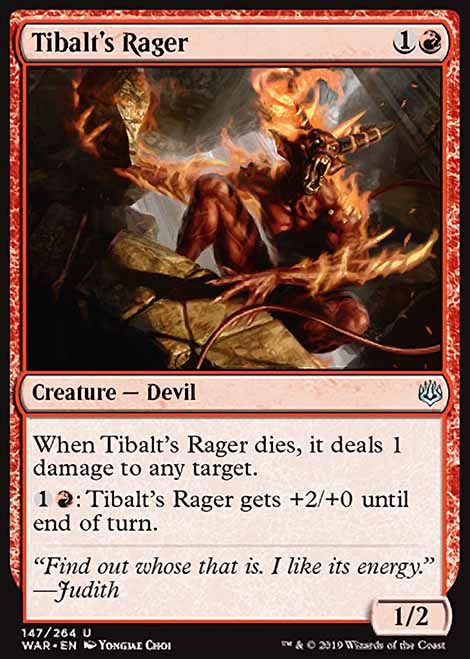 Tibalt's Rager 1
Creature — Devil
When Tibalt's Rager dies, it deals 1
damage to any target.
1 : Tibalt's Rager gets +2/+0 until
end of turn.
“Find out whose that is. I like its energy.”
—Judith
1/2
147/264 U
WAR • EN Yongjae Choi
™ & © 2019 Wizards of the Coast